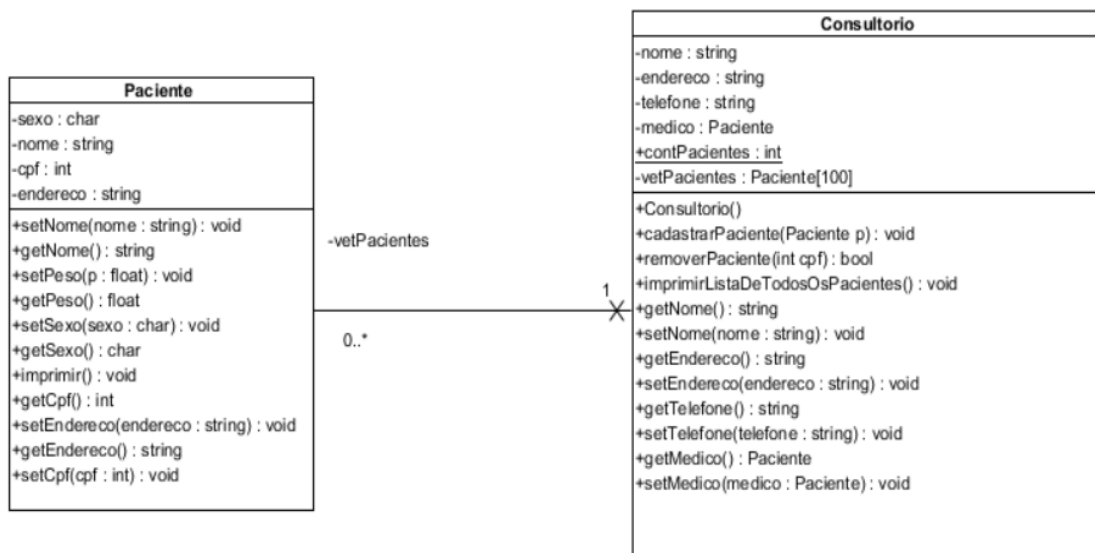 Paciente
-sexo : char
-nome : string
-cpf : int
-endereco : string
+setNome(nome : string) : void
+getNome() : string
+setPeso(p : float) : void
+getPeso() : float
+setSexo(sexo : char) : void
+getSexo() : char
+imprimir() : void
+getCpf() : int
+setEndereco(endereco : string) : void
+getEndereco() : string
+setCpf(cpf : int) : void
-vetPacientes
0..*
1
Consultorio
-nome : string
-endereco : string
-telefone : string
-medico : Paciente
+contPacientes : int
-vetPacientes : Paciente[100]
+Consultorio()
+cadastrarPaciente(Paciente p) : void
+removerPaciente(int cpf) : bool
+imprimirListaDeTodosOsPacientes() : void
+getNome() : string
+setNome(nome : string) : void
+getEndereco() : string
+setEndereco(endereco : string) : void
+getTelefone() : string
+setTelefone(telefone : string) : void
+getMedico() : Paciente
+setMedico(medico : Paciente) : void